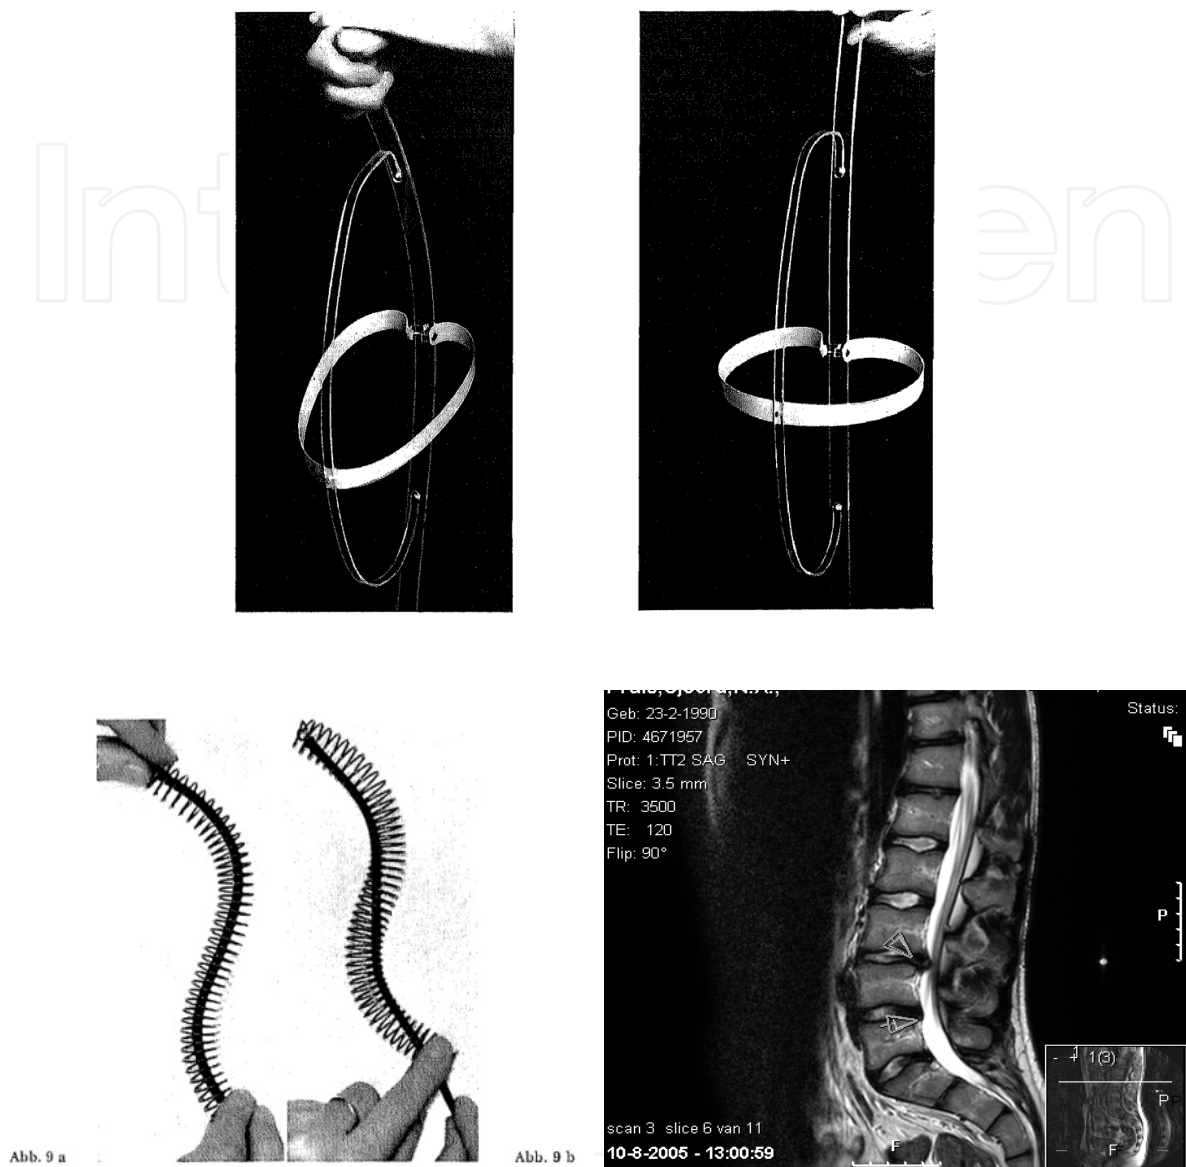 Geb: 23-2-1990
PID: 4671957
Prot: 1:TT2 SAG SYN+
Slice: 3.5 mm
TR: 3500
TE: 120
Flip: 90°
Status:
P
- + 1(3)
P
F
scan 3 slice 6 van 11
F
10-8-2005 - 13:00:59
Abb. 9 a
Abb. 9 b